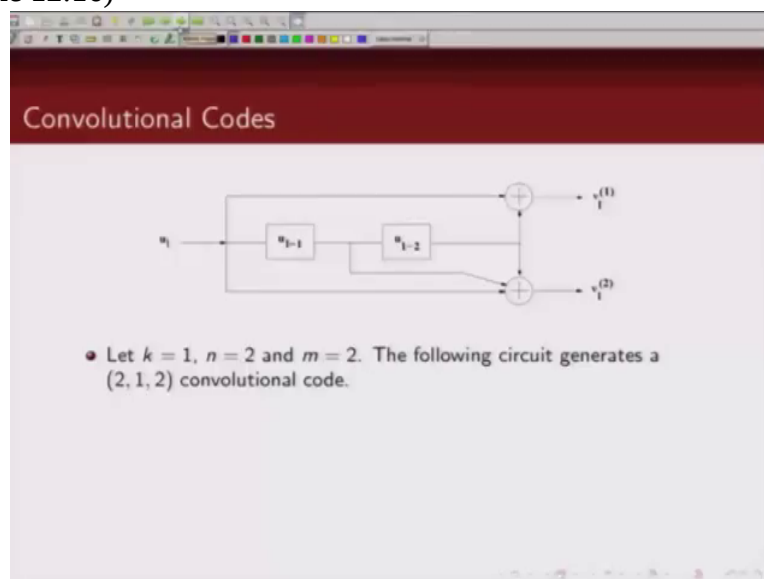 Convolutional Codes
v_l^(1)
u_l
u_{l-1}
u_{l-2}
v_l^(2)
Let k = 1, n = 2 and m = 2. The following circuit generates a
(2, 1, 2) convolutional code.